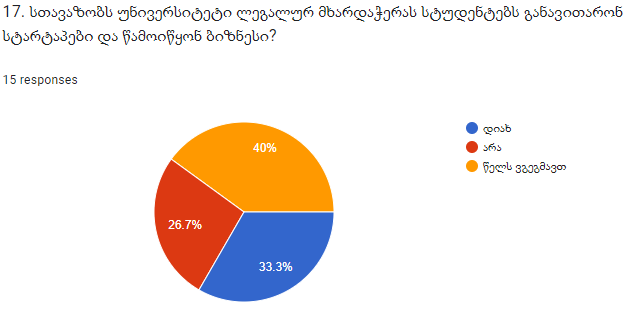 17. სთავაზობს უნივერსიტეტი ლეგალურ მხარდაჭერას სტუდენტებს განავითარონ
სტარტაპები და წამოიწყონ ბიზნესი?
15 responses
დიახ
არა
წელს ვგეგმავთ
40%
26.7%
33.3%